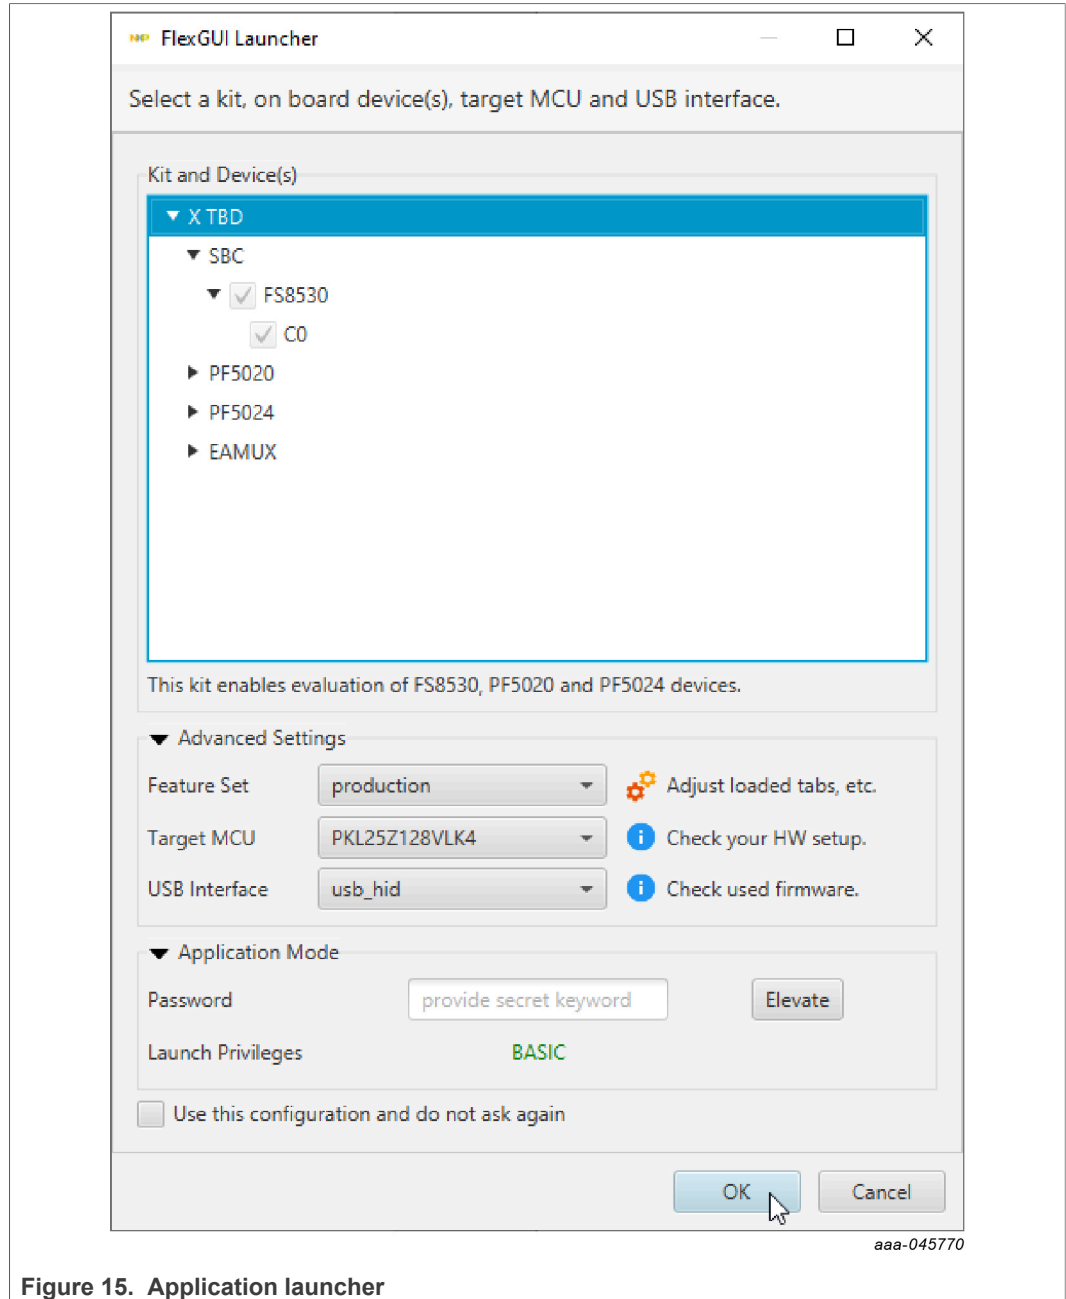 NXP FlexGUI Launcher
Select a kit, on board device(s), target MCU and USB interface.
Kit and Device(s)
X TBD
SBC
FS8530
C0
PF5020
PF5024
EAMUX
This kit enables evaluation of FS8530, PF5020 and PF5024 devices.
Advanced Settings
Feature Set production Adjust loaded tabs, etc.
Target MCU PKL25Z128VLK4 Check your HW setup.
USB Interface usb_hid Check used firmware.
Application Mode
Password provide secret keyword Elevate
Launch Privileges BASIC
Use this configuration and do not ask again
OK Cancel
aaa-045770
Figure 15. Application launcher